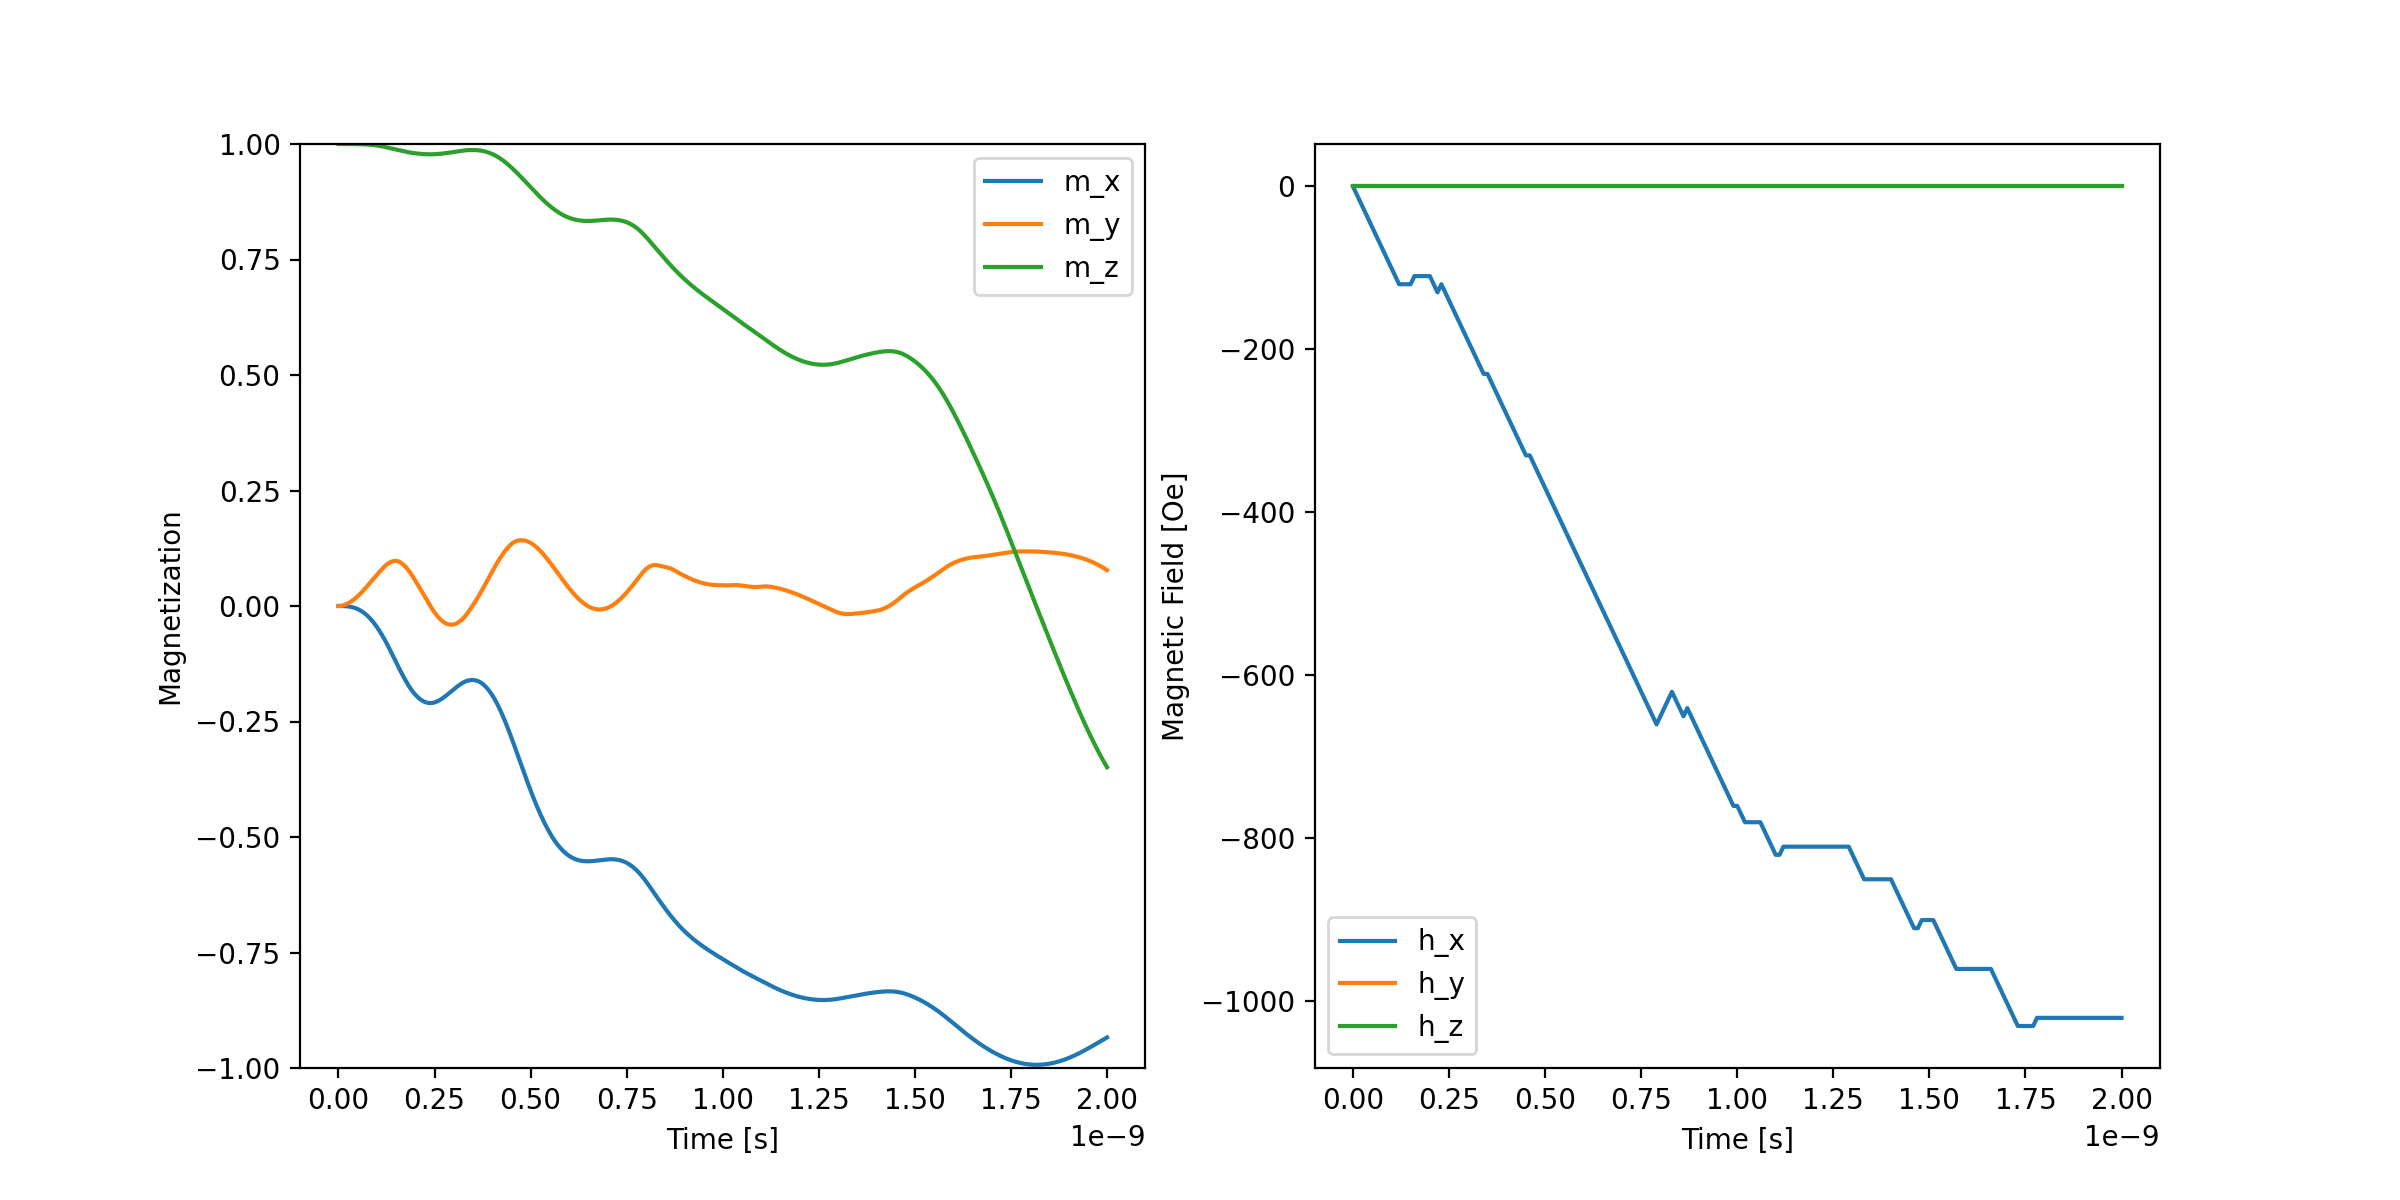 1.00
0.75
0.50
0.25
0.00
−0.25
−0.50
−0.75
−1.00
Magnetization
m_x
m_y
m_z
0.00 0.25 0.50 0.75 1.00 1.25 1.50 1.75 2.00
Time [s]
1e−9
0
−200
−400
−600
−800
−1000
Magnetic Field [Oe]
h_x
h_y
h_z
0.00 0.25 0.50 0.75 1.00 1.25 1.50 1.75 2.00
Time [s]
1e−9